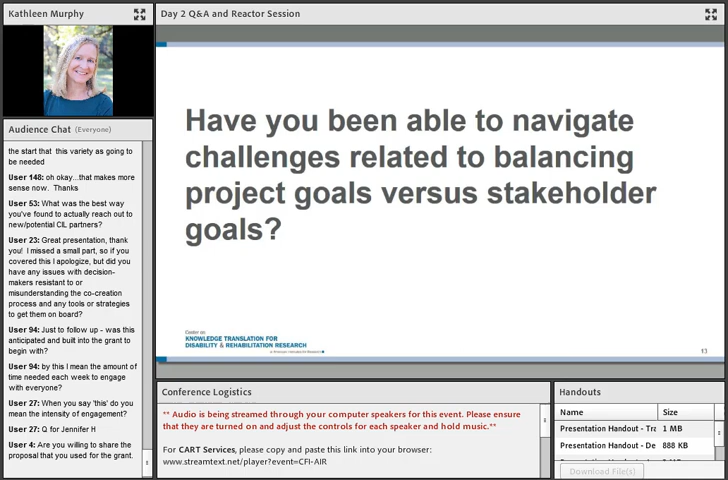 Kathleen Murphy
Audience Chat (Everyone)
the start that this variety as going to
be needed
User 148: oh okay...that makes more
sense now. Thanks
User 53: What was the best way
you've found to actually reach out to
new/potential CIL partners?
User 23: Great presentation, thank
you! I missed a small part, so if you
covered this I apologize, but did you
have any issues with decision-
makers resistant to or
misunderstanding the co-creation
process and any tools or strategies
to get them on board?
User 94: Just to follow up - was this
anticipated and built into the grant to
begin with?
User 94: by this I mean the amount of
time needed each week to engage
with everyone?
User 27: When you say 'this' do you
mean the intensity of engagement?
User 27: Q for Jennifer H
User 4: Are you willing to share the
proposal that you used for the grant.
Day 2 Q&A and Reactor Session
Have you been able to navigate
challenges related to balancing
project goals versus stakeholder
goals?
Center on
KNOWLEDGE TRANSLATION FOR
DISABILITY & REHABILITATION RESEARCH
13
Conference Logistics
** Audio is being streamed through your computer speakers for this event. Please ensure
that they are turned on and adjust the controls for each speaker and hold music.**
For CART Services, please copy and paste this link into your browser:
www.streamtext.net/player?event=CFI-AIR
Handouts
Name Size
Presentation Handout - Tra 1 MB
Presentation Handout - De 888 KB
Download File(s)